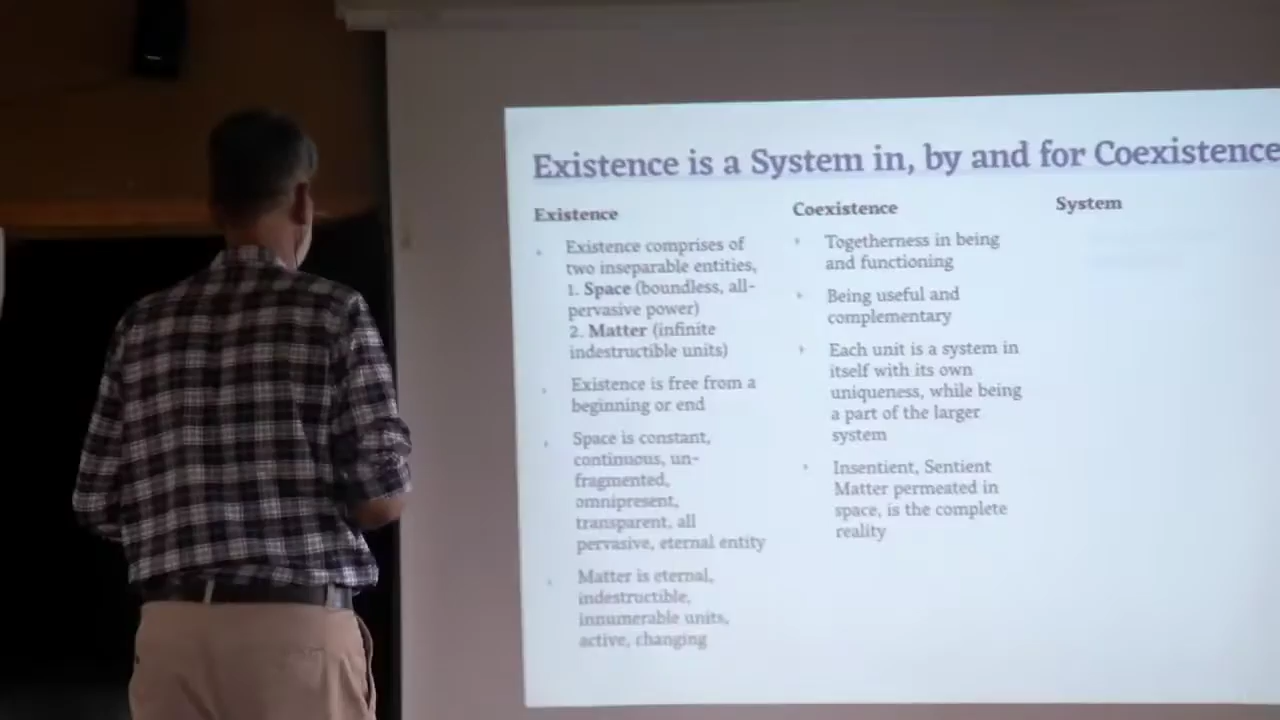 Existence is a System in, by and for Coexistence
Existence
Existence comprises of
two inseparable entities,
1. Space (boundless, all-
pervasive power)
2. Matter (infinite
indestructible units)
Existence is free from a
beginning or end
Space is constant,
continuous, un-
fragmented,
omnipresent,
transparent, all
pervasive, eternal entity
Matter is eternal,
indestructible,
innumerable units,
active, changing
Coexistence
Togetherness in being
and functioning
Being useful and
complementary
Each unit is a system in
itself with its own
uniqueness, while being
a part of the larger
system
Insentient, Sentient
Matter permeated in
space, is the complete
reality
System